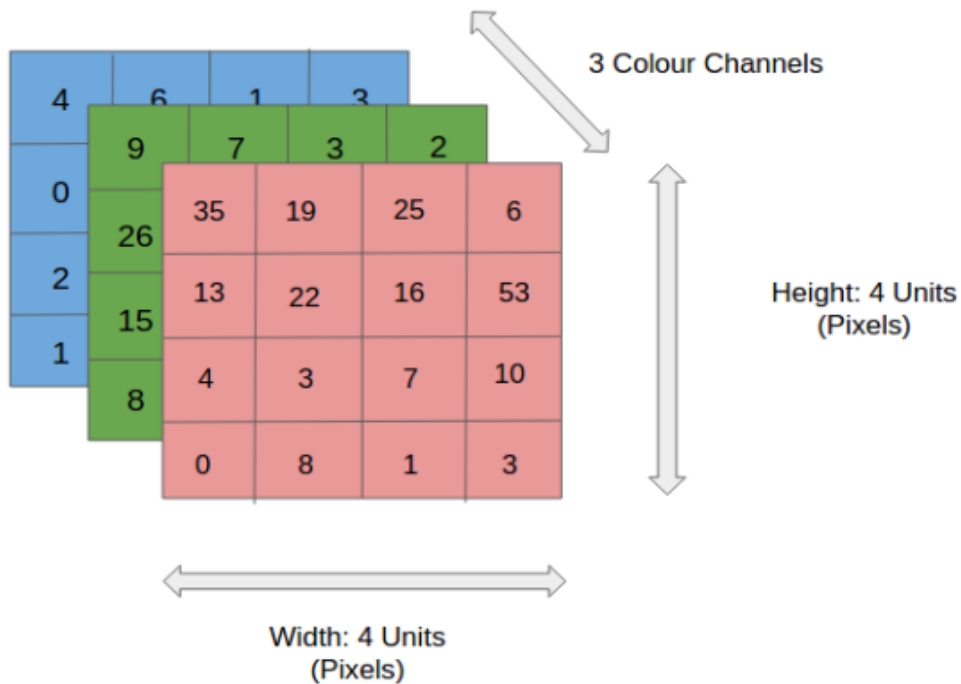 3 Colour Channels
4 6 1 3
9 7 3 2
0
35 19 25 6
26
2
13 22 16 53
Height: 4 Units
(Pixels)
15
1
4 3 7 10
8
0 8 1 3
Width: 4 Units
(Pixels)